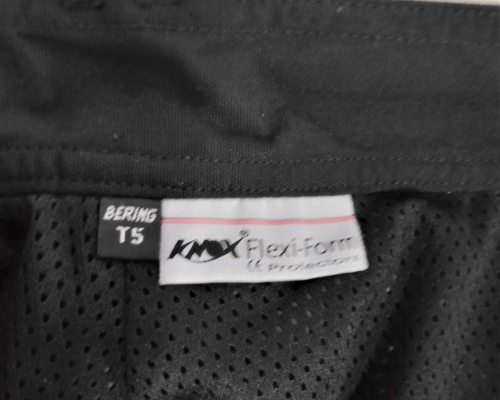 BERING
T5
KNOX® Flexi-Form
CE Protectors